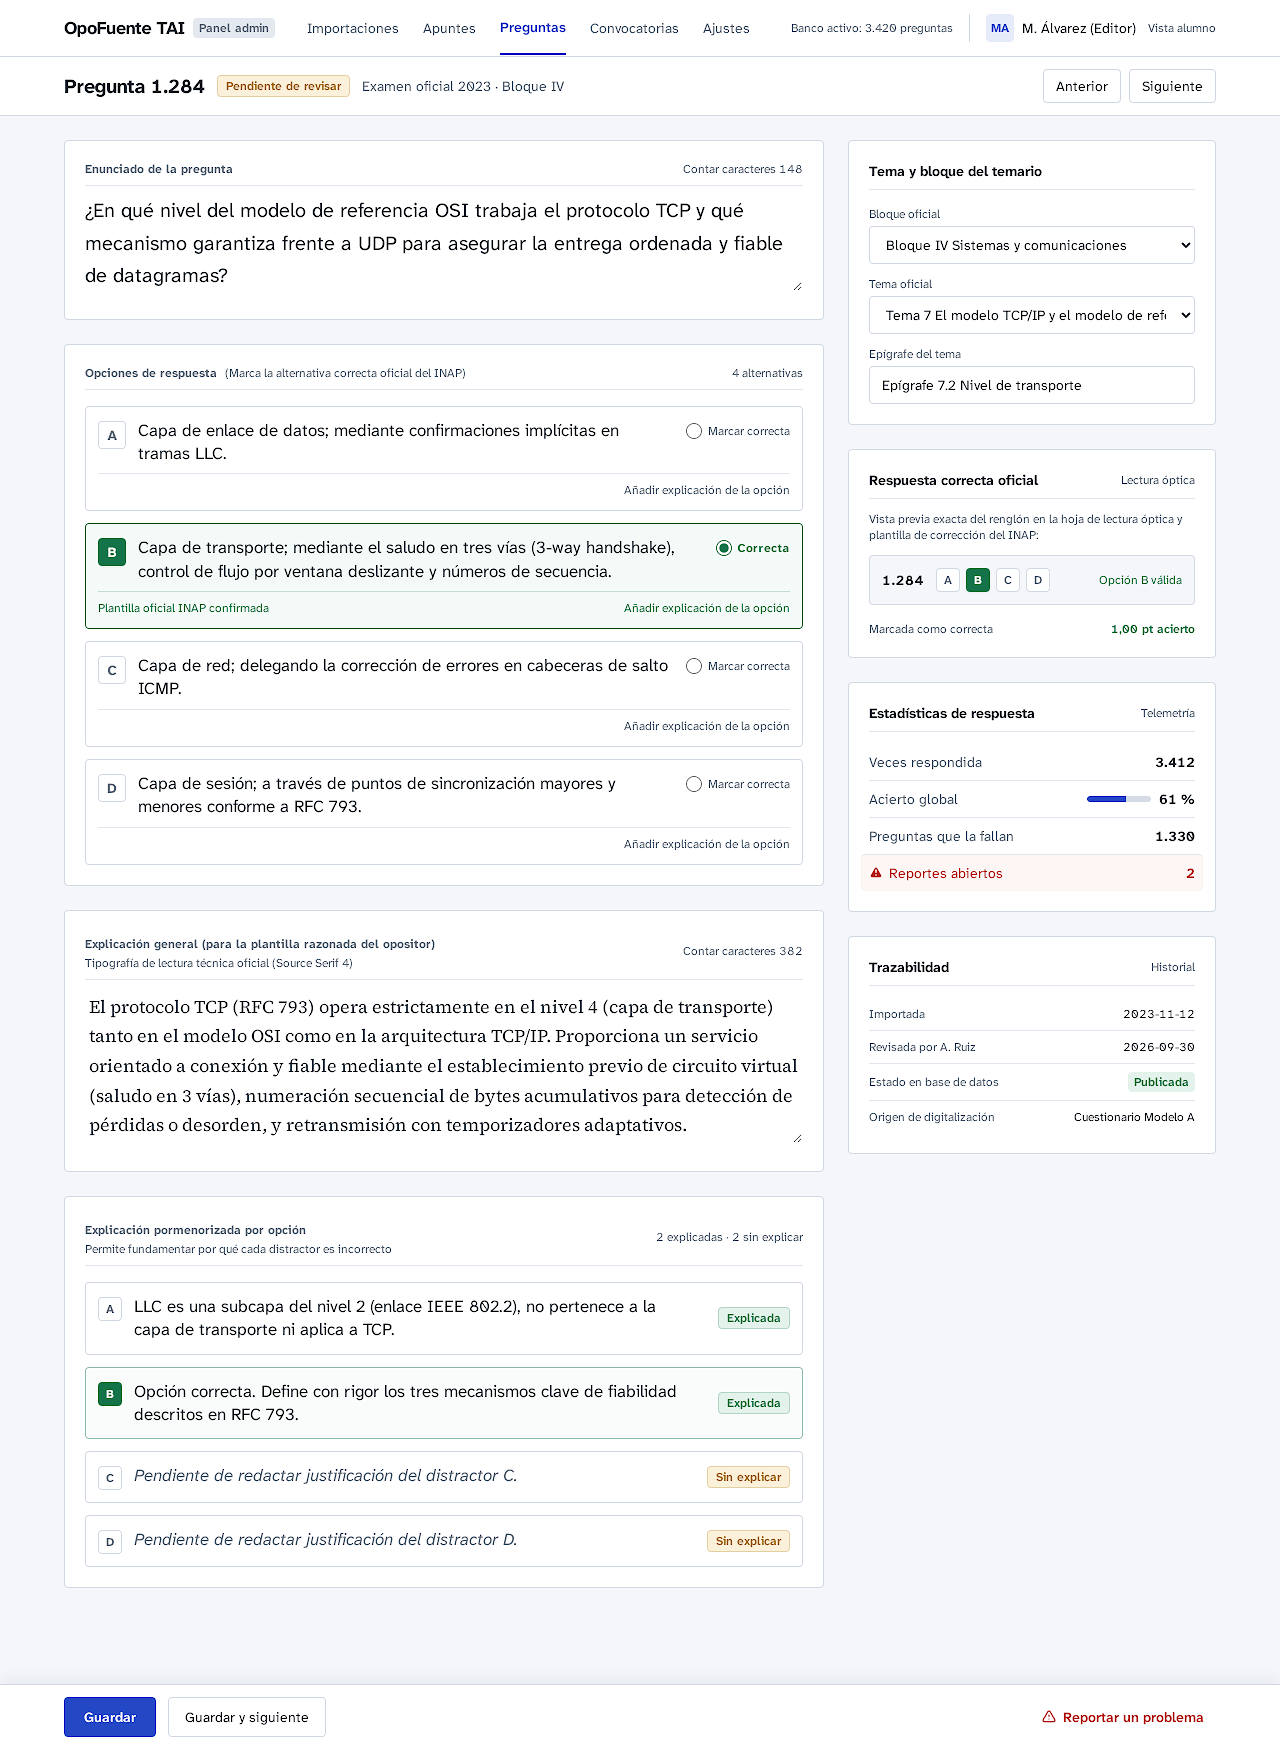 OpoFuente TAI Panel admin Importaciones Apuntes Preguntas Convocatorias Ajustes Banco activo: 3.420 preguntas MA M. Álvarez (Editor) Vista alumno
Pregunta 1.284 Pendiente de revisar Examen oficial 2023 · Bloque IV Anterior Siguiente
Enunciado de la pregunta Contar caracteres 148
¿En qué nivel del modelo de referencia OSI trabaja el protocolo TCP y qué
mecanismo garantiza frente a UDP para asegurar la entrega ordenada y fiable
de datagramas?
Opciones de respuesta (Marca la alternativa correcta oficial del INAP) 4 alternativas
A Capa de enlace de datos; mediante confirmaciones implícitas en
tramas LLC.
Marcar correcta
Añadir explicación de la opción
B Capa de transporte; mediante el saludo en tres vías (3-way handshake),
control de flujo por ventana deslizante y números de secuencia.
Correcta
Plantilla oficial INAP confirmada Añadir explicación de la opción
C Capa de red; delegando la corrección de errores en cabeceras de salto
ICMP.
Marcar correcta
Añadir explicación de la opción
D Capa de sesión; a través de puntos de sincronización mayores y
menores conforme a RFC 793.
Marcar correcta
Añadir explicación de la opción
Explicación general (para la plantilla razonada del opositor)
Tipografía de lectura técnica oficial (Source Serif 4)
Contar caracteres 382
El protocolo TCP (RFC 793) opera estrictamente en el nivel 4 (capa de transporte)
tanto en el modelo OSI como en la arquitectura TCP/IP. Proporciona un servicio
orientado a conexión y fiable mediante el establecimiento previo de circuito virtual
(saludo en 3 vías), numeración secuencial de bytes acumulativos para detección de
pérdidas o desorden, y retransmisión con temporizadores adaptativos.
Explicación pormenorizada por opción
Permite fundamentar por qué cada distractor es incorrecto
2 explicadas · 2 sin explicar
A LLC es una subcapa del nivel 2 (enlace IEEE 802.2), no pertenece a la
capa de transporte ni aplica a TCP.
Explicada
B Opción correcta. Define con rigor los tres mecanismos clave de fiabilidad
descritos en RFC 793.
Explicada
C Pendiente de redactar justificación del distractor C. Sin explicar
D Pendiente de redactar justificación del distractor D. Sin explicar
Tema y bloque del temario
Bloque oficial
Bloque IV Sistemas y comunicaciones
Tema oficial
Tema 7 El modelo TCP/IP y el modelo de refe
Epígrafe del tema
Epígrafe 7.2 Nivel de transporte
Respuesta correcta oficial Lectura óptica
Vista previa exacta del renglón en la hoja de lectura óptica y
plantilla de corrección del INAP:
1.284 A B C D Opción B válida
Marcada como correcta 1,00 pt acierto
Estadísticas de respuesta Telemetría
Veces respondida 3.412
Acierto global 61 %
Preguntas que la fallan 1.330
Reportes abiertos 2
Trazabilidad Historial
Importada 2023-11-12
Revisada por A. Ruiz 2026-09-30
Estado en base de datos Publicada
Origen de digitalización Cuestionario Modelo A
Guardar Guardar y siguiente Reportar un problema